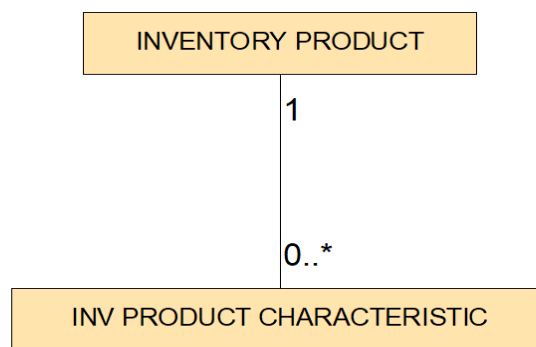 INVENTORY PRODUCT
1
0..*
INV PRODUCT CHARACTERISTIC